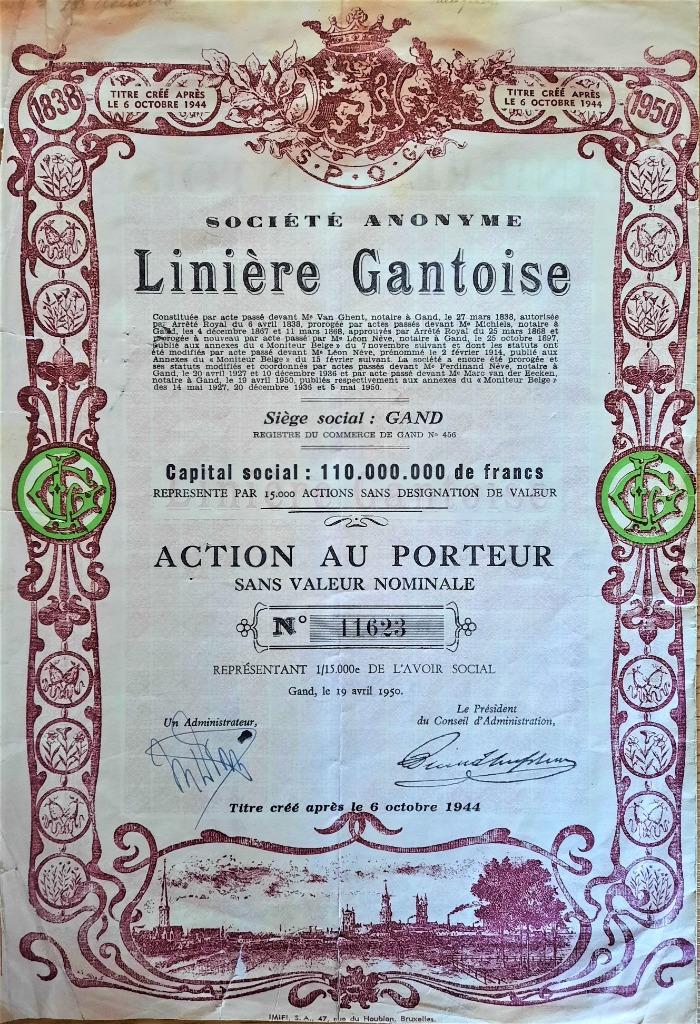 1838
TITRE CRÉÉ APRÈS
LE 6 OCTOBRE 1944
TITRE CRÉÉ APRÈS
LE 6 OCTOBRE 1944
1950
S.P.Q.G
SOCIÉTÉ ANONYME
Linière Gantoise
Constituée par acte passé devant Me Van Ghent, notaire à Gand, le 27 mars 1838, autorisée
par Arrêté Royal du 6 avril 1838, prorogée par actes passés devant Me Michiels, notaire à
Gand, les 4 décembre 1867 et 11 mars 1868, approuvés par Arrêté Royal du 25 mars 1868 et
prorogée à nouveau par acte passé par Me Léon Nève, notaire à Gand, le 25 octobre 1897,
publié aux annexes du « Moniteur Belge » du 7 novembre suivant et dont les statuts ont
été modifiés par acte passé devant Me Léon Nève, prénommé le 2 février 1914, publié aux
Annexes du « Moniteur Belge » du 15 février suivant. La société a encore été prorogée et
ses statuts modifiés et coordonnés par actes passés devant Me Ferdinand Nève, notaire à
Gand, le 20 avril 1927 et 10 décembre 1936 et par acte passé devant Me Marc van der Eecken,
notaire à Gand, le 19 avril 1950, publiés respectivement aux annexes du « Moniteur Belge »
des 14 mai 1927, 20 décembre 1936 et 5 mai 1950.
Siège social : GAND
REGISTRE DU COMMERCE DE GAND No 456
Capital social : 110.000.000 de francs
REPRESENTE PAR 15.000 ACTIONS SANS DESIGNATION DE VALEUR
ACTION AU PORTEUR
SANS VALEUR NOMINALE
N° 11623
REPRÉSENTANT 1/15.000e DE L'AVOIR SOCIAL
Gand, le 19 avril 1950.
Un Administrateur,
Le Président
du Conseil d'Administration,
Titre créé après le 6 octobre 1944
IMIFI, S.A., 47, rue du Houblon, Bruxelles.